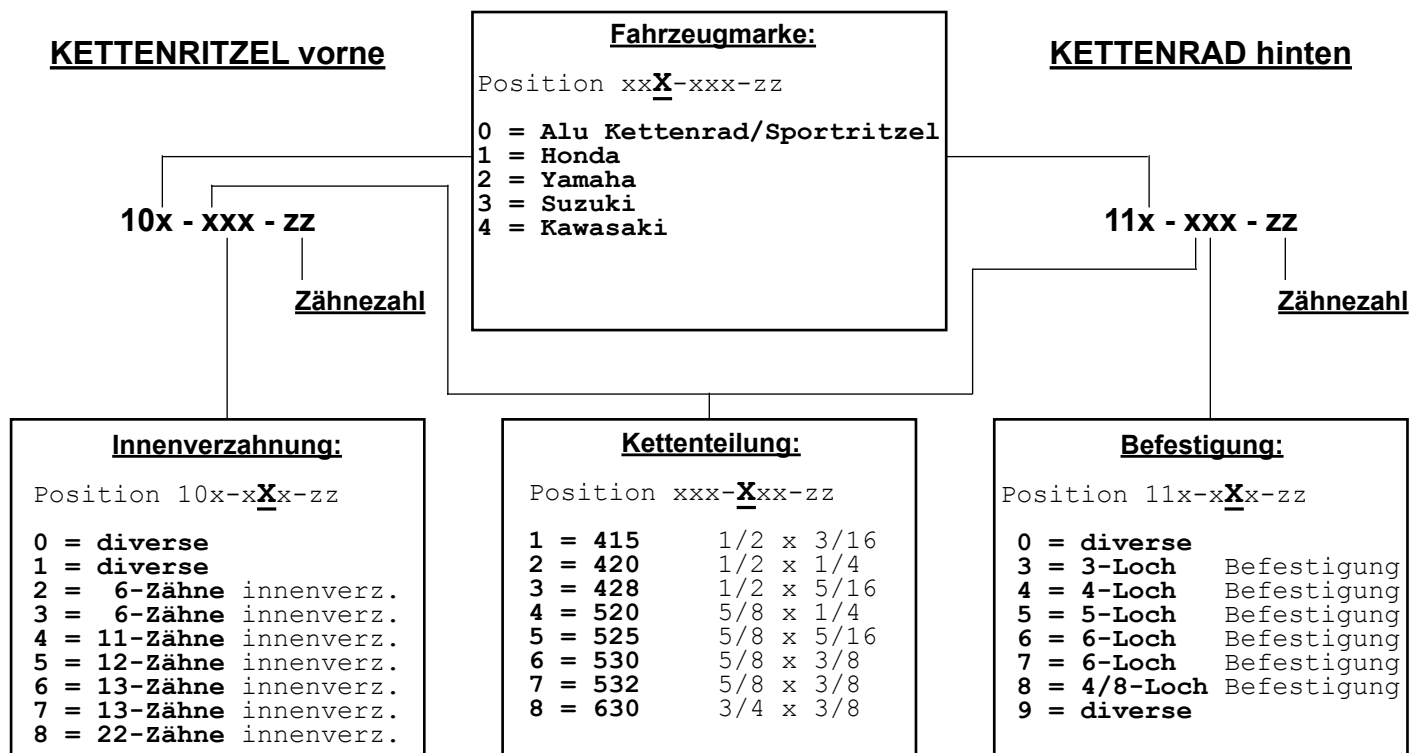 KETTENRITZEL vorne
Fahrzeugmarke:
KETTENRAD hinten
Position xxX-xxx-zz
0 = Alu Kettenrad/Sportritzel
1 = Honda
2 = Yamaha
3 = Suzuki
4 = Kawasaki
10x - xxx - zz
Zähnezahl
11x - xxx - zz
Zähnezahl
Innenverzahnung:
Position 10x-xXx-zz
0 = diverse
1 = diverse
2 = 6-Zähne innenverz.
3 = 6-Zähne innenverz.
4 = 11-Zähne innenverz.
5 = 12-Zähne innenverz.
6 = 13-Zähne innenverz.
7 = 13-Zähne innenverz.
8 = 22-Zähne innenverz.
Kettenteilung:
Position xxx-Xxx-zz
1 = 415 1/2 x 3/16
2 = 420 1/2 x 1/4
3 = 428 1/2 x 5/16
4 = 520 5/8 x 1/4
5 = 525 5/8 x 5/16
6 = 530 5/8 x 3/8
7 = 532 5/8 x 3/8
8 = 630 3/4 x 3/8
Befestigung:
Position 11x-xXx-zz
0 = diverse
3 = 3-Loch Befestigung
4 = 4-Loch Befestigung
5 = 5-Loch Befestigung
6 = 6-Loch Befestigung
7 = 6-Loch Befestigung
8 = 4/8-Loch Befestigung
9 = diverse